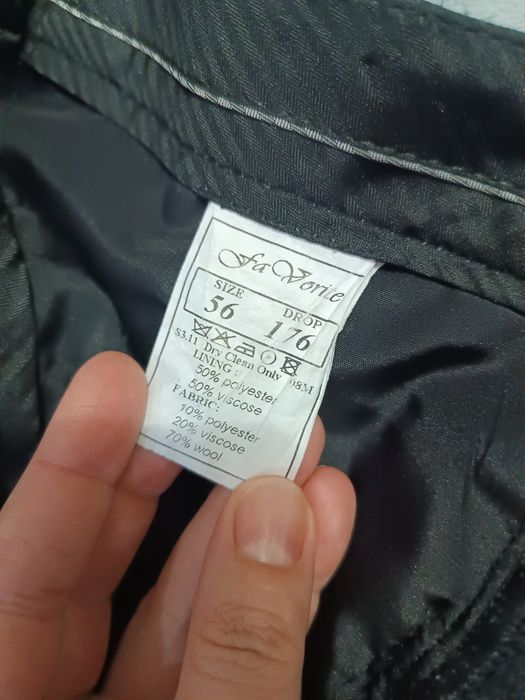 FaVorite
SIZE DROP
56 176
S3.11 Dry Clean Only 08M
LINING:
50% polyester
50% viscose
FABRIC:
10% polyester
20% viscose
70% wool